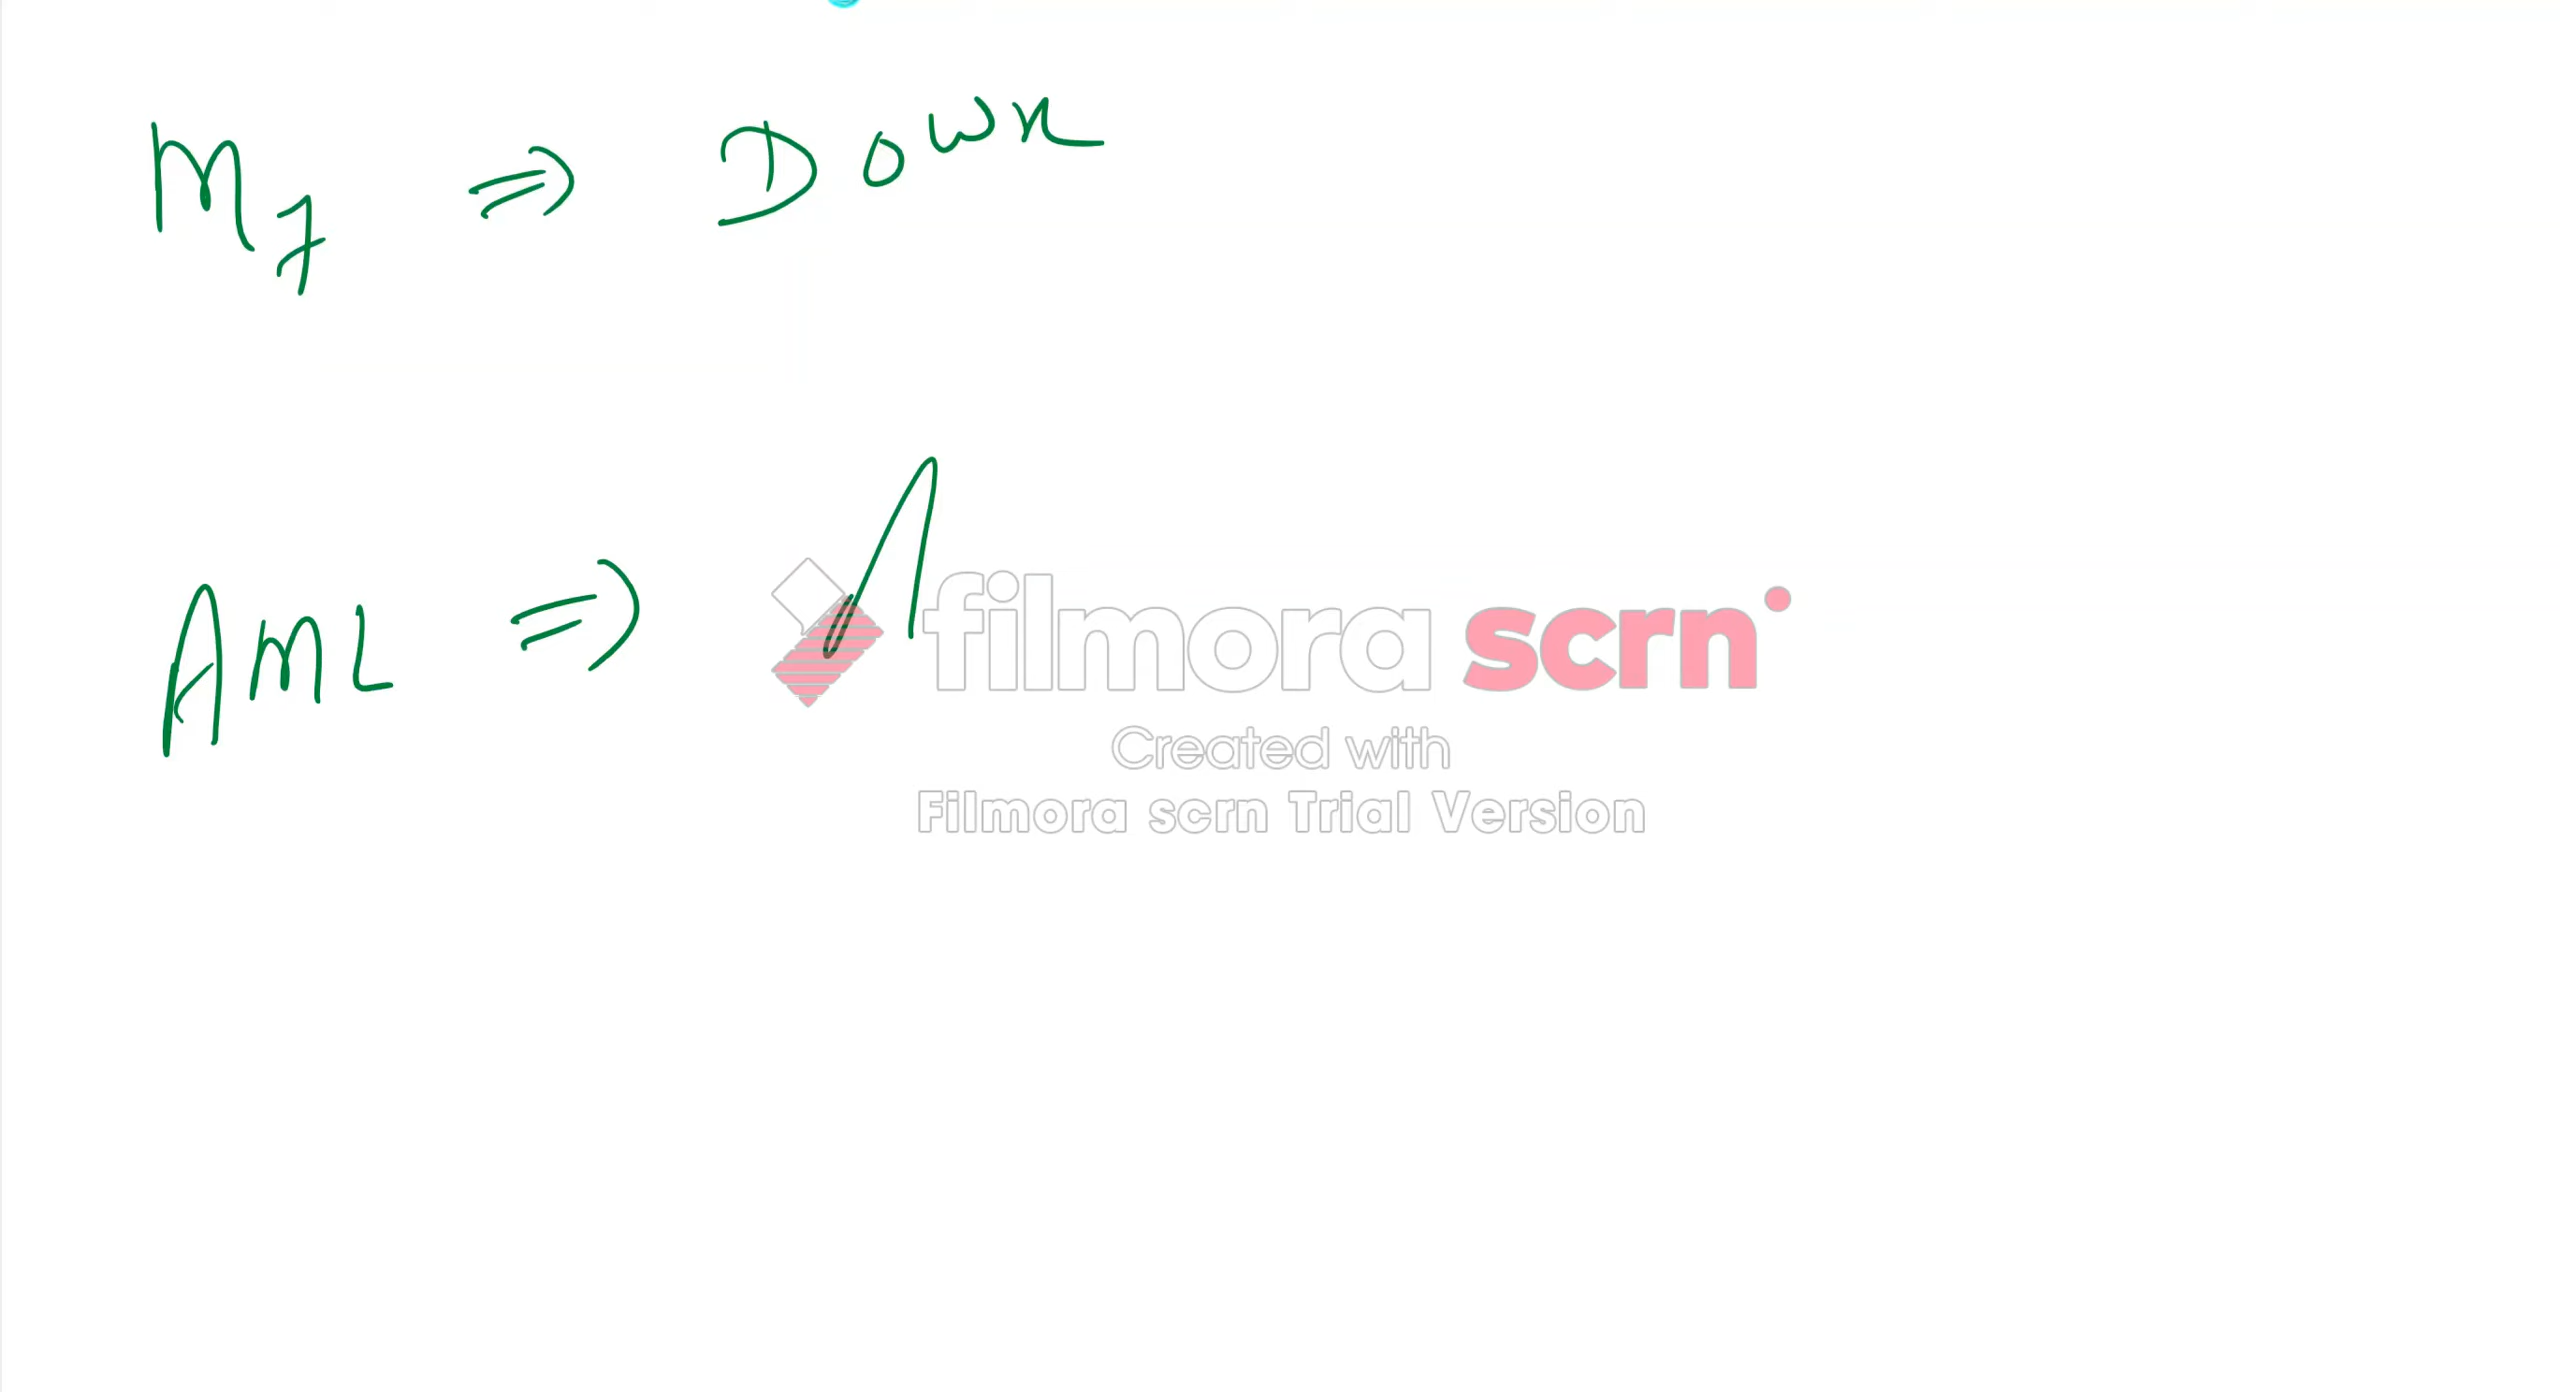 M7 ⇒ Down
AML ⇒
filmora scrn
Created with
Filmora scrn Trial Version